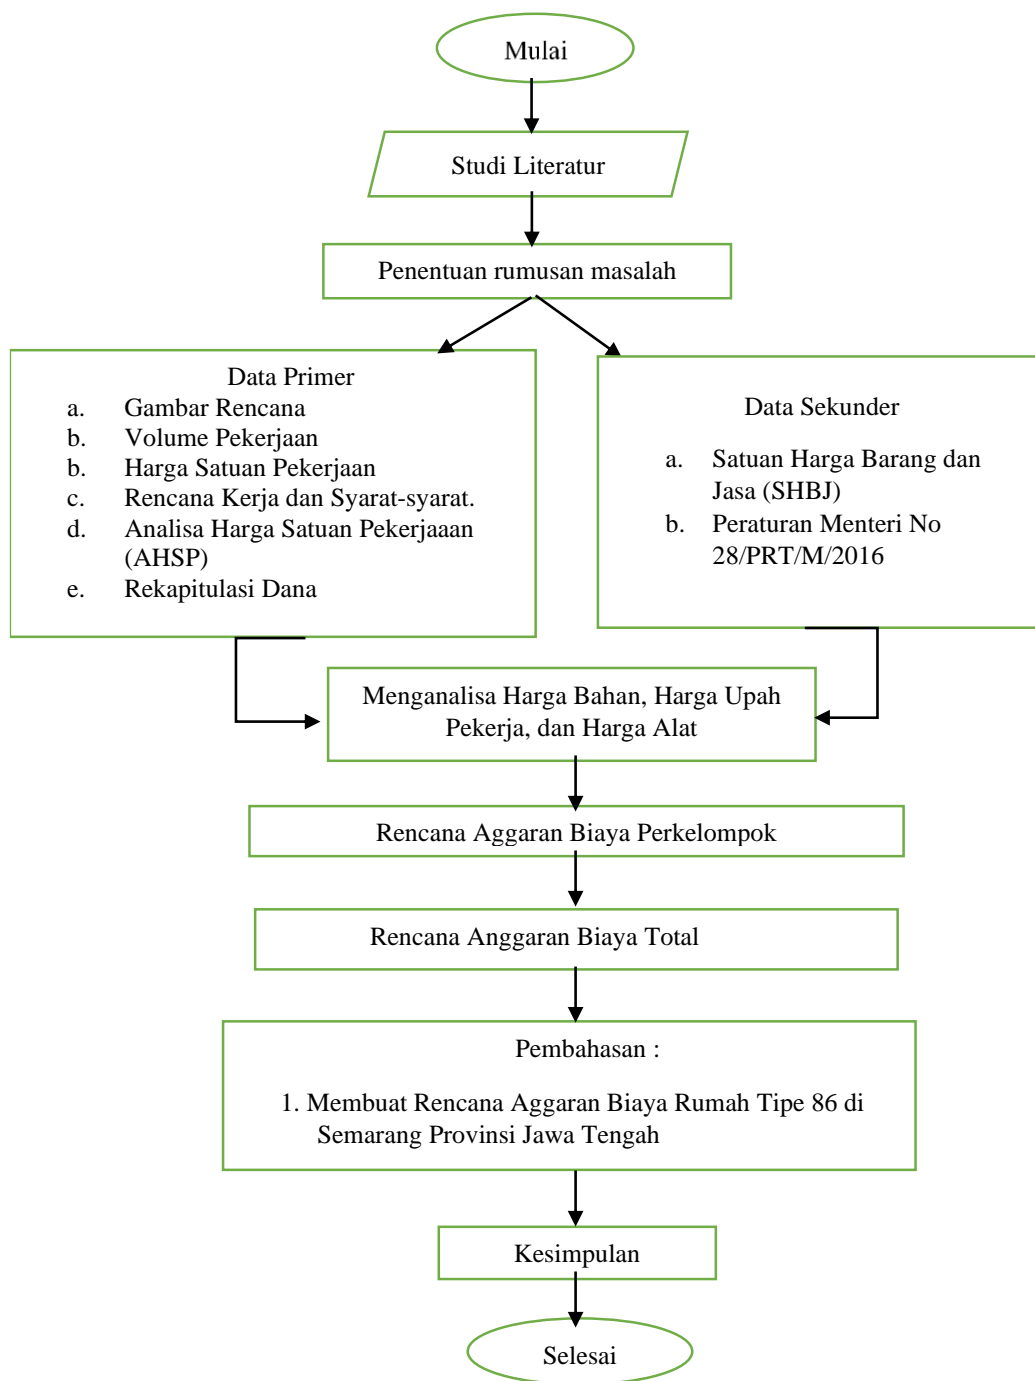 Mulai
Studi Literatur
Penentuan rumusan masalah
Data Primer
a. Gambar Rencana
b. Volume Pekerjaan
b. Harga Satuan Pekerjaan
c. Rencana Kerja dan Syarat-syarat.
d. Analisa Harga Satuan Pekerjaaan
(AHSP)
e. Rekapitulasi Dana
Data Sekunder
a. Satuan Harga Barang dan
Jasa (SHBJ)
b. Peraturan Menteri No
28/PRT/M/2016
Menganalisa Harga Bahan, Harga Upah
Pekerja, dan Harga Alat
Rencana Aggaran Biaya Perkelompok
Rencana Anggaran Biaya Total
Pembahasan :
1. Membuat Rencana Aggaran Biaya Rumah Tipe 86 di
Semarang Provinsi Jawa Tengah
Kesimpulan
Selesai